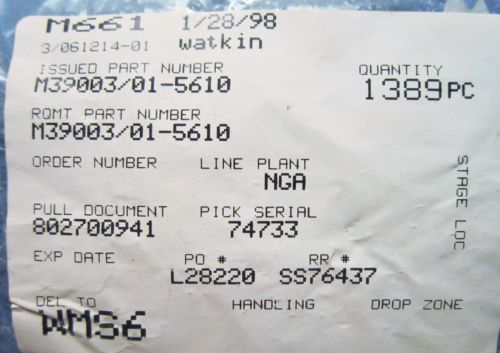 M661 1/28/98
3/061214-01 watkin
ISSUED PART NUMBER QUANTITY
M39003/01-5610 1389 PC
RQMT PART NUMBER
M39003/01-5610
ORDER NUMBER LINE PLANT
NGA
STAGE LOC
PULL DOCUMENT PICK SERIAL
802700941 74733
EXP DATE PO # RR #
L28220 SS76437
DEL TO HANDLING DROP ZONE
WMS6